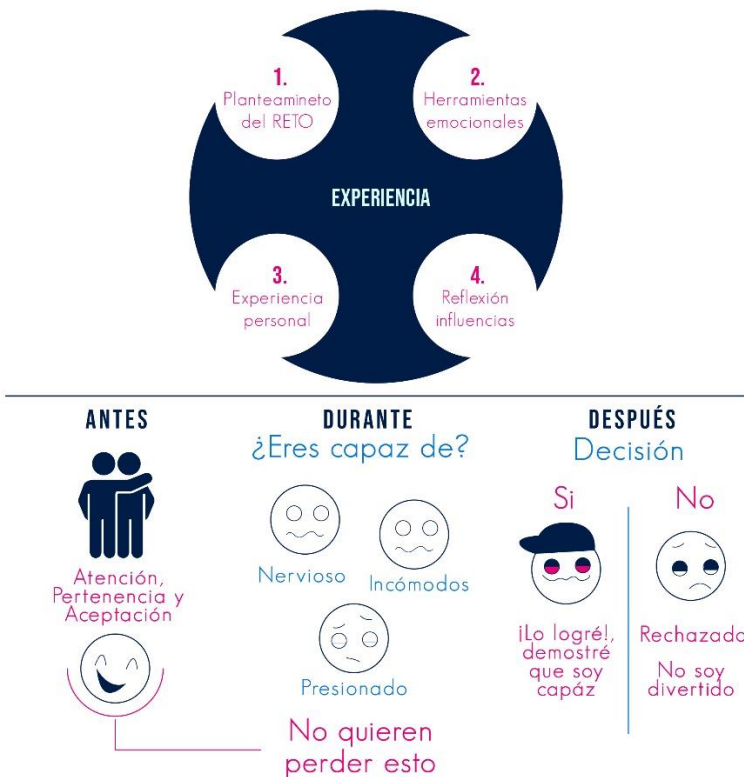 1.
Planteamineto
del RETO
2.
Herramientas
emocionales
EXPERIENCIA
3.
Experiencia
personal
4.
Reflexión
influencias
ANTES
Atención,
Pertenencia y
Aceptación
DURANTE
¿Eres capaz de?
Nervioso
Incómodos
Presionado
No quieren
perder esto
DESPUÉS
Decisión
Si
¡Lo logré!,
demostré
que soy
capáz
No
Rechazado
No soy
divertido